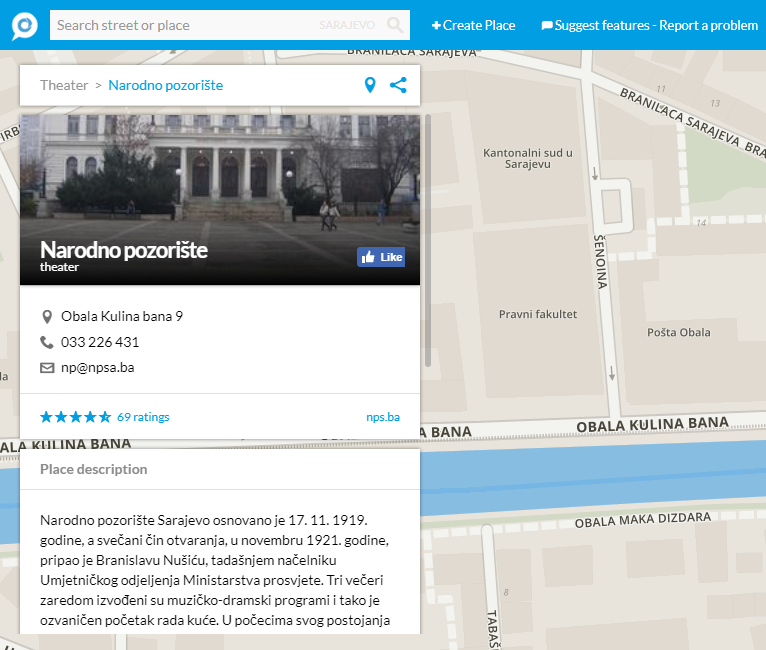 Search street or place
SARAJEVO
Create Place
Suggest features - Report a problem
Theater > Narodno pozorište
Narodno pozorište
theater
Like
Obala Kulina bana 9
033 226 431
np@npsa.ba
69 ratings
nps.ba
Place description
Narodno pozorište Sarajevo osnovano je 17. 11. 1919.
godine, a svečani čin otvaranja, u novembru 1921. godine,
pripao je Branislavu Nušiću, tadašnjem načelniku
Umjetničkog odjeljenja Ministarstva prosvjete. Tri večeri
zaredom izvođeni su muzičko-dramski programi i tako je
ozvaničen početak rada kuće. U počecima svog postojanja
BRANILACA SARAJEVA
BRANILACA SARAJEVA
BRA
11
13
Kantonalni sud u
Sarajevu
14
ŠENOINA
Pravni fakultet
Pošta Obala
OBALA KULINA BANA
ALA KULINA BANA
A BANA
OBALA MAKA DIZDARA
8
TABAŠ